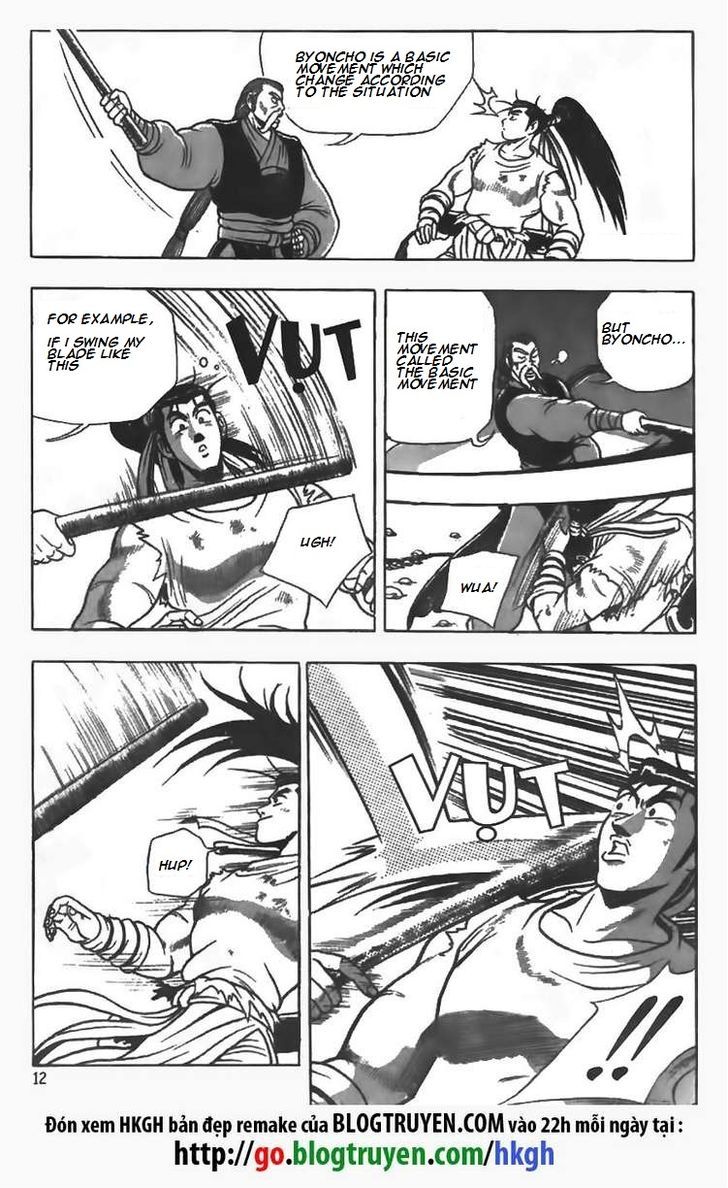 BYONCHO IS A BASIC
MOVEMENT WHICH
CHANGE ACCORDING
TO THE SITUATION
FOR EXAMPLE,
IF I SWING MY
BLADE LIKE
THIS
VỤT
UGH!
THIS
MOVEMENT
CALLED
THE BASIC
MOVEMENT
BUT
BYONCHO...
WUA!
HUP!
VỤT
!!
12
Đón xem HKGH bản đẹp remake của BLOGTRUYEN.COM vào 22h mỗi ngày tại :
http://go.blogtruyen.com/hkgh